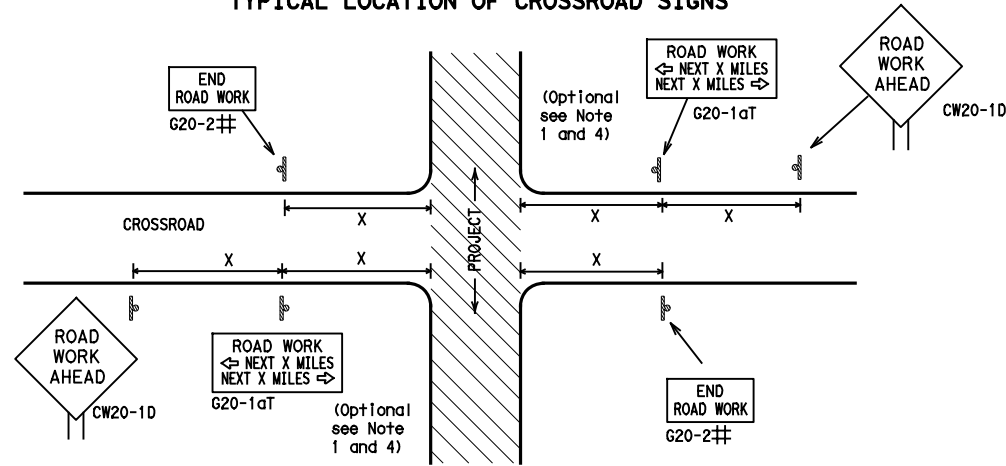 TYPICAL LOCATION OF CROSSROAD SIGNS
END
ROAD WORK
G20-2#
(Optional
see Note
1 and 4)
ROAD WORK
⇦ NEXT X MILES
NEXT X MILES ⇨
G20-1aT
ROAD
WORK
AHEAD
CW20-1D
X
X
X
CROSSROAD
PROJECT
X
X
X
ROAD
WORK
AHEAD
CW20-1D
ROAD WORK
⇦ NEXT X MILES
NEXT X MILES ⇨
G20-1aT
(Optional
see Note
1 and 4)
END
ROAD WORK
G20-2#